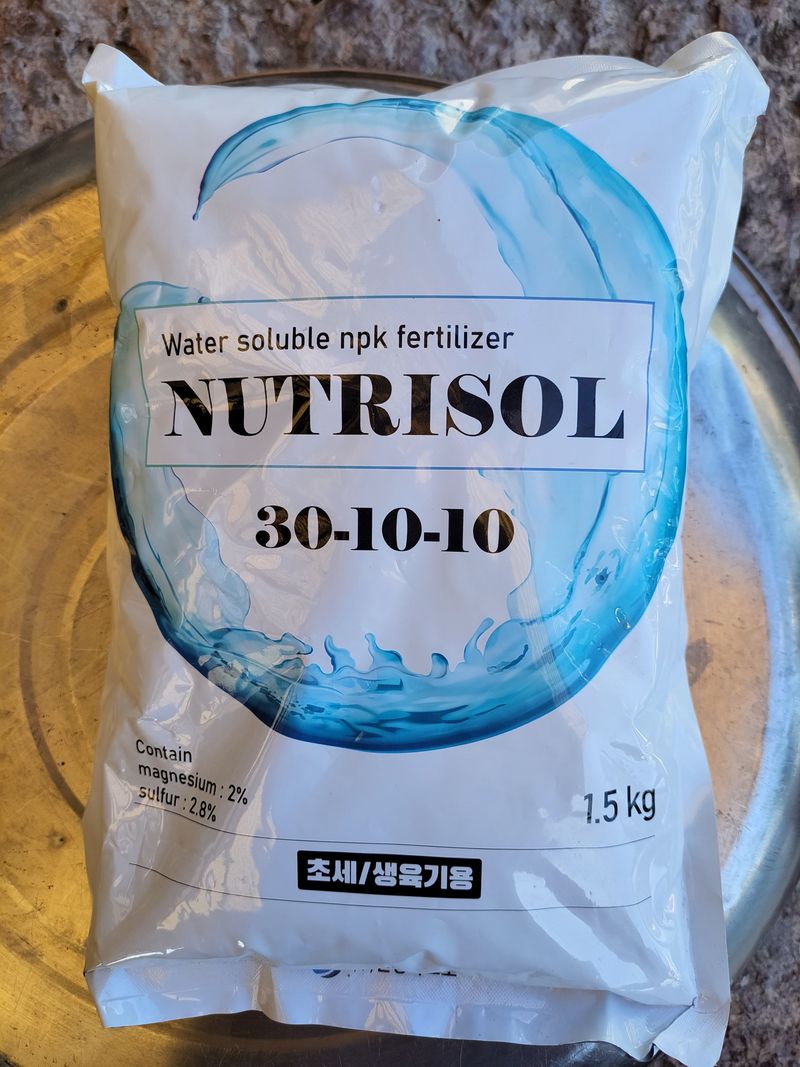 Water soluble npk fertilizer
NUTRISOL
30-10-10
Contain
magnesium : 2%
sulfur : 2.8%
1.5 kg
초세/생육기용